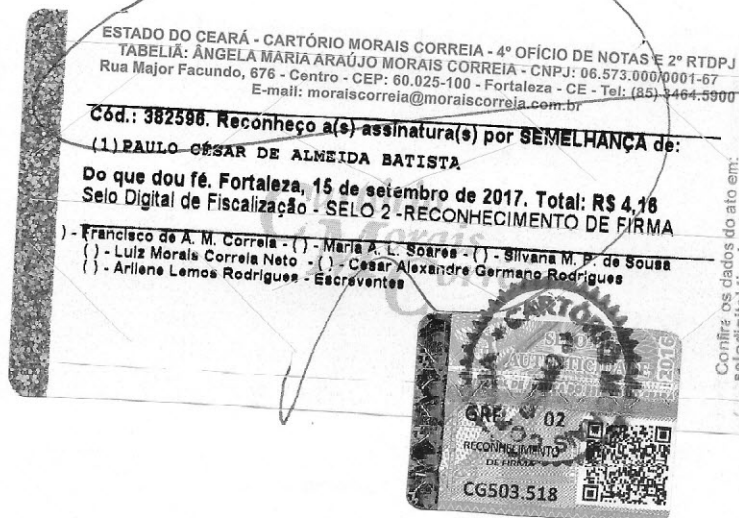 ESTADO DO CEARÁ - CARTÓRIO MORAIS CORREIA - 4º OFÍCIO DE NOTAS E 2º RTDPJ
TABELIÃ: ÂNGELA MARIA ARAÚJO MORAIS CORREIA - CNPJ: 06.573.000/0001-67
Rua Major Facundo, 676 - Centro - CEP: 60.025-100 - Fortaleza - CE - Tel: (85) 3464.5900
E-mail: moraiscorreia@moraiscorreia.com.br
Cód.: 382596. Reconheço a(s) assinatura(s) por SEMELHANÇA de:
(1)PAULO CÉSAR DE ALMEIDA BATISTA
Do que dou fé. Fortaleza, 15 de setembro de 2017. Total: R$ 4,16
Selo Digital de Fiscalização - SELO 2 -RECONHECIMENTO DE FIRMA
) - Francisco de A. M. Correia - ( ) - Maria A. L. Soares - ( ) - Silvana M. P. de Sousa
( ) - Luiz Morais Correia Neto - ( ) - Cesar Alexandre Germano Rodrigues
( ) - Arilene Lemos Rodrigues - Escreventes
Morais
Confira os dados do ato em:
CARTÓRIO
SELO
AUTENTICIDADE
2016
02
RECONHECIMENTO
DE FIRMA
CG503.518